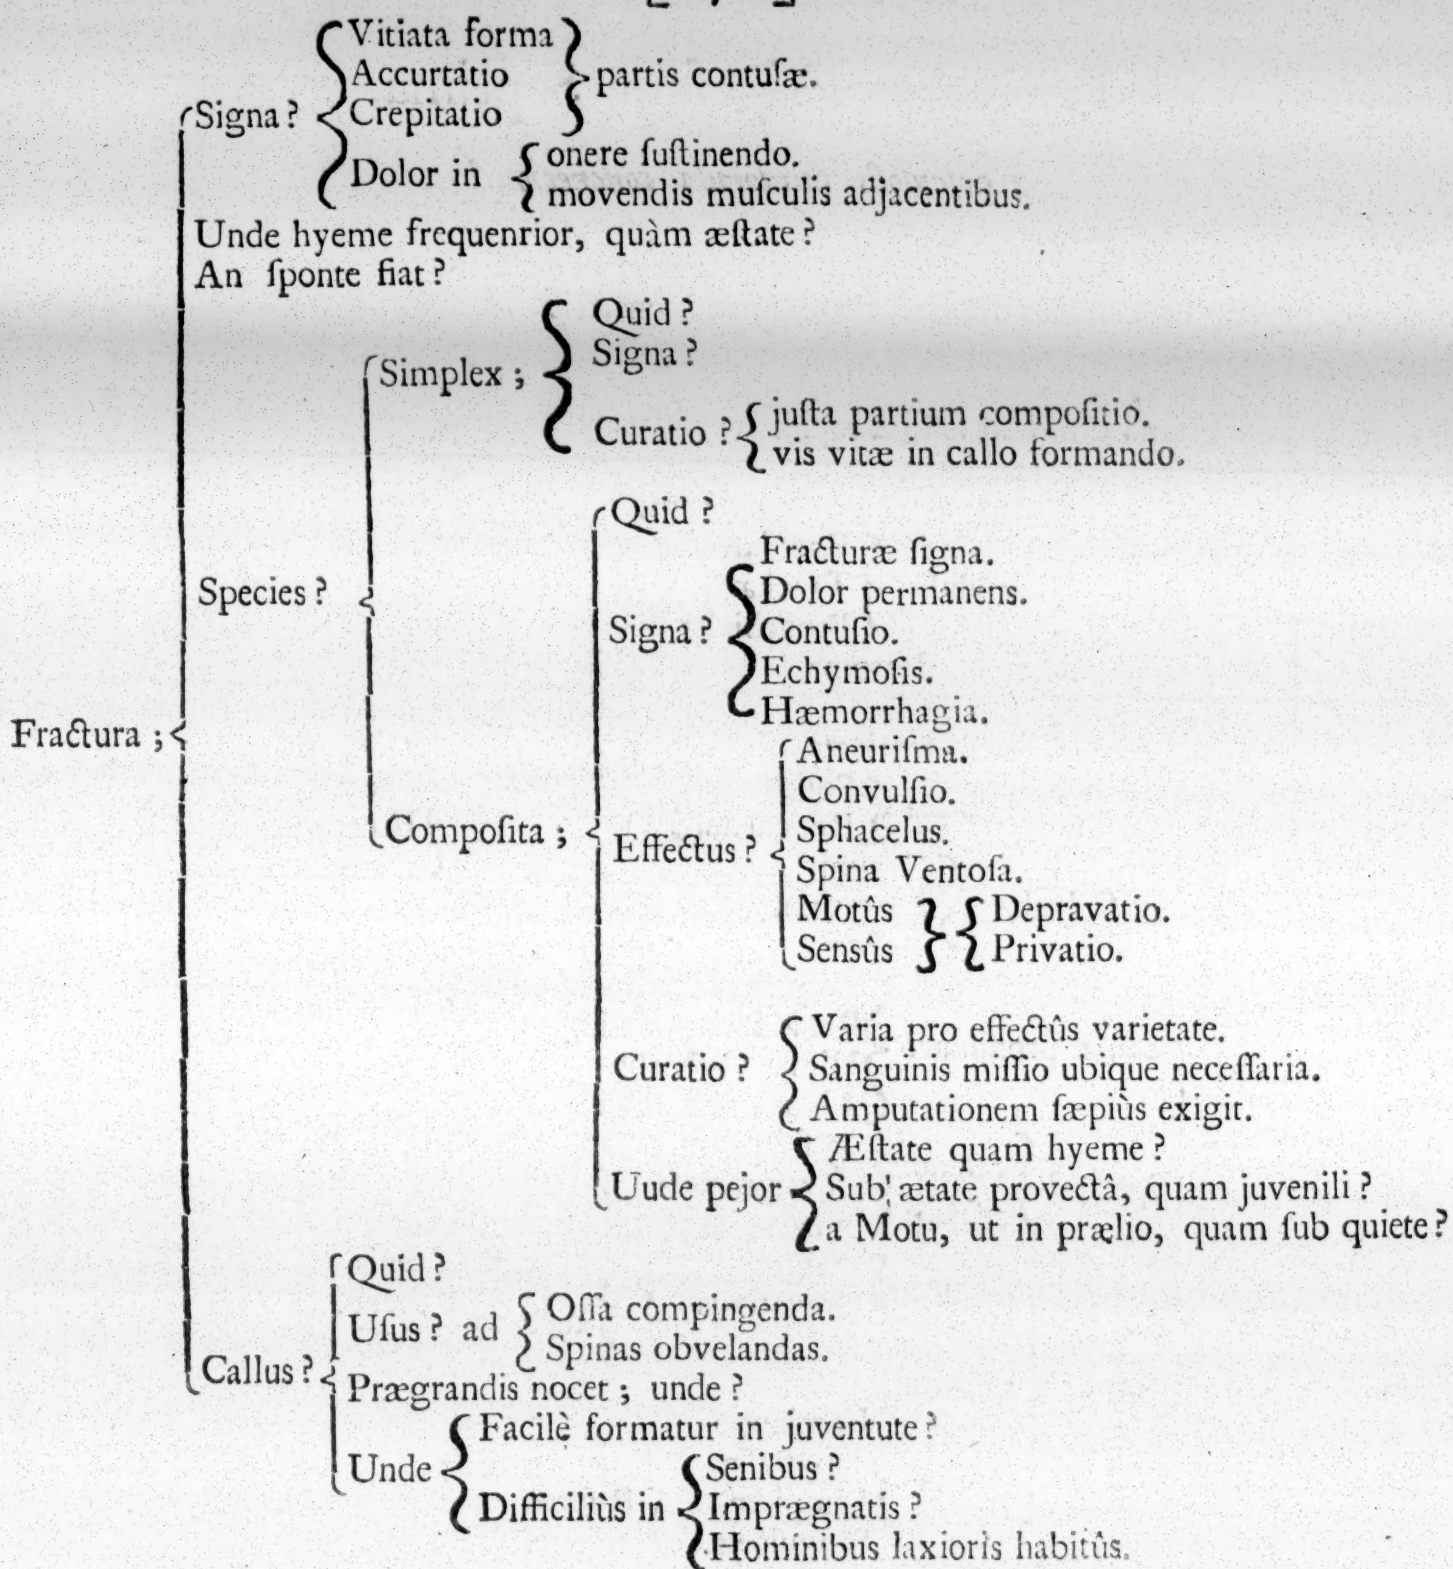 Vitiata forma
Accurtatio
partis contuſæ.
Signa?
Crepitatio
Dolor in
onere ſuſtinendo.
movendis muſculis adjacentibus.
Unde hyeme frequenrior, quàm æſtate?
An ſponte fiat?
Quid?
Signa?
Simplex;
Curatio?
juſta partium compoſitio.
vis vitæ in callo formando.
Quid?
Fracturæ ſigna.
Species?
Dolor permanens.
Signa?
Contuſio.
Echymoſis.
Hæmorrhagia.
Fractura;
Aneuriſma.
Convulſio.
Compoſita;
Effectus?
Sphacelus.
Spina Ventoſa.
Motûs
Depravatio.
Sensûs
Privatio.
Varia pro effectûs varietate.
Curatio?
Sanguinis miſſio ubique neceſſaria.
Amputationem ſæpiùs exigit.
Æſtate quam hyeme?
Uude pejor
Sub' ætate provectâ, quam juvenili?
a Motu, ut in prælio, quam ſub quiete?
Quid?
Uſus? ad
Oſſa compingenda.
Spinas obvelandas.
Callus?
Prægrandis nocet; unde?
Facilè formatur in juventute?
Unde
Senibus?
Difficiliùs in
Imprægnatis?
Hominibus laxioris habitûs.